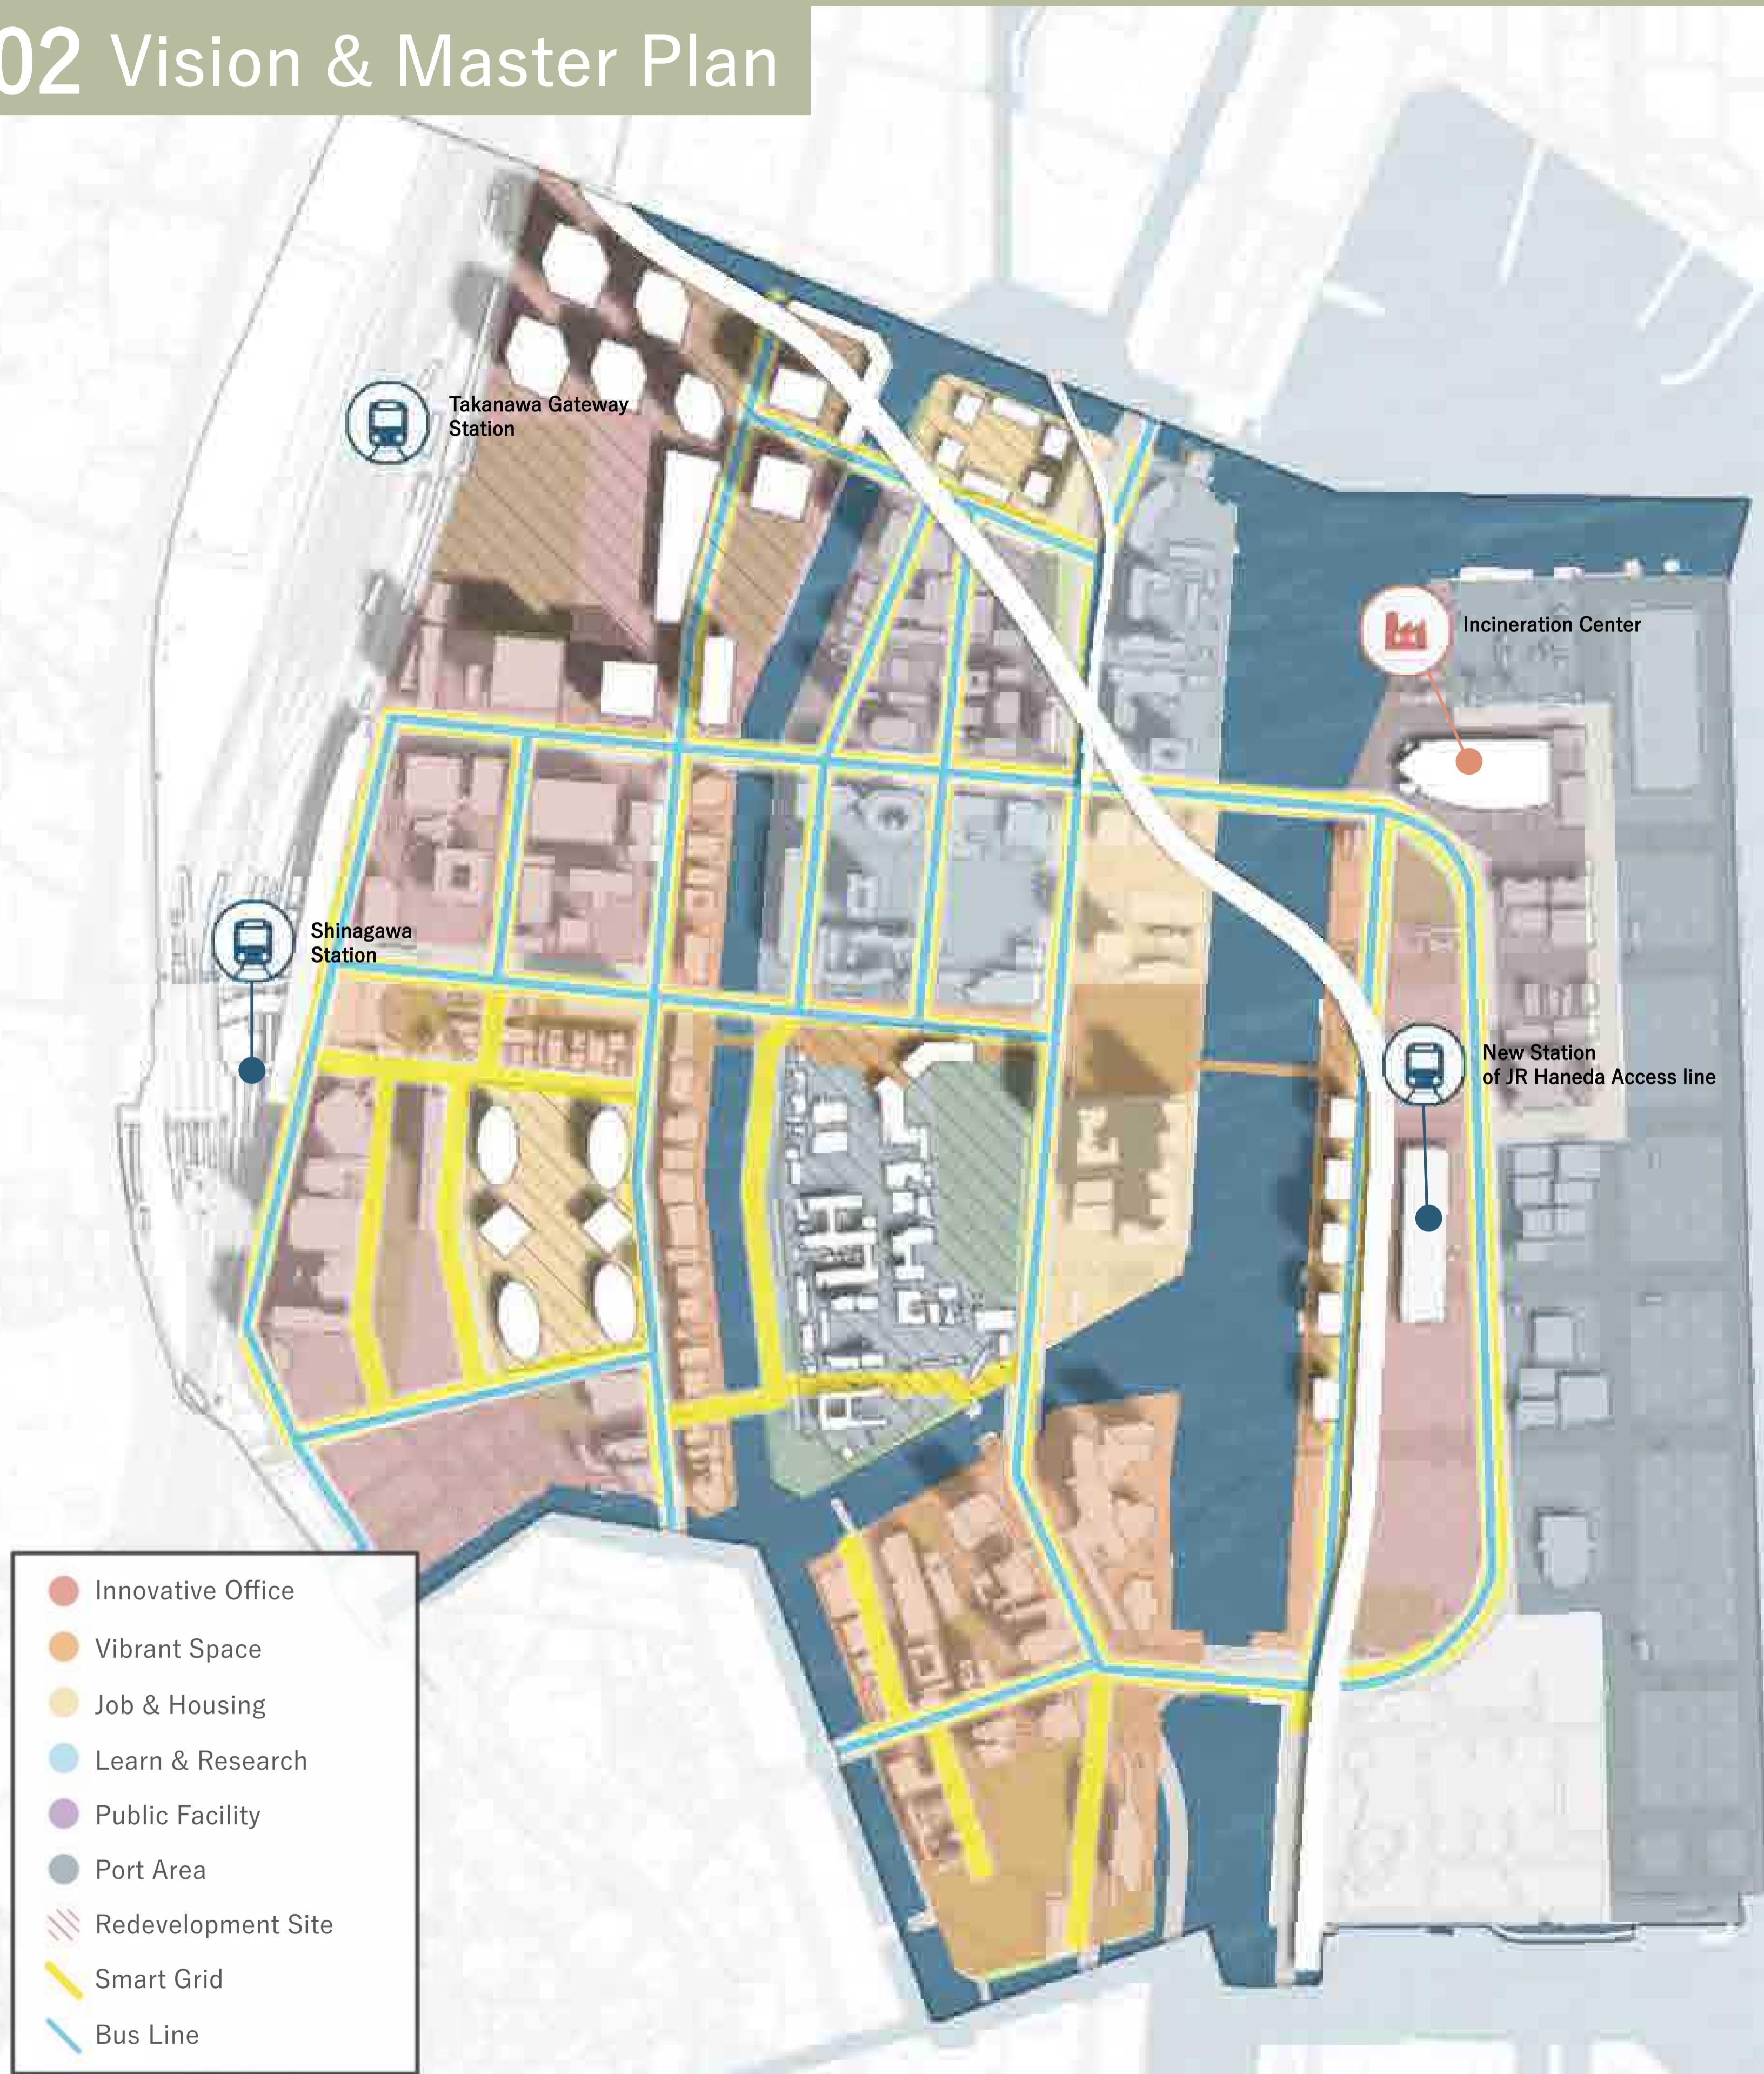 02 Vision & Master Plan
Takanawa Gateway
Station
Incineration Center
Shinagawa
Station
New Station
of JR Haneda Access line
Innovative Office
Vibrant Space
Job & Housing
Learn & Research
Public Facility
Port Area
Redevelopment Site
Smart Grid
Bus Line